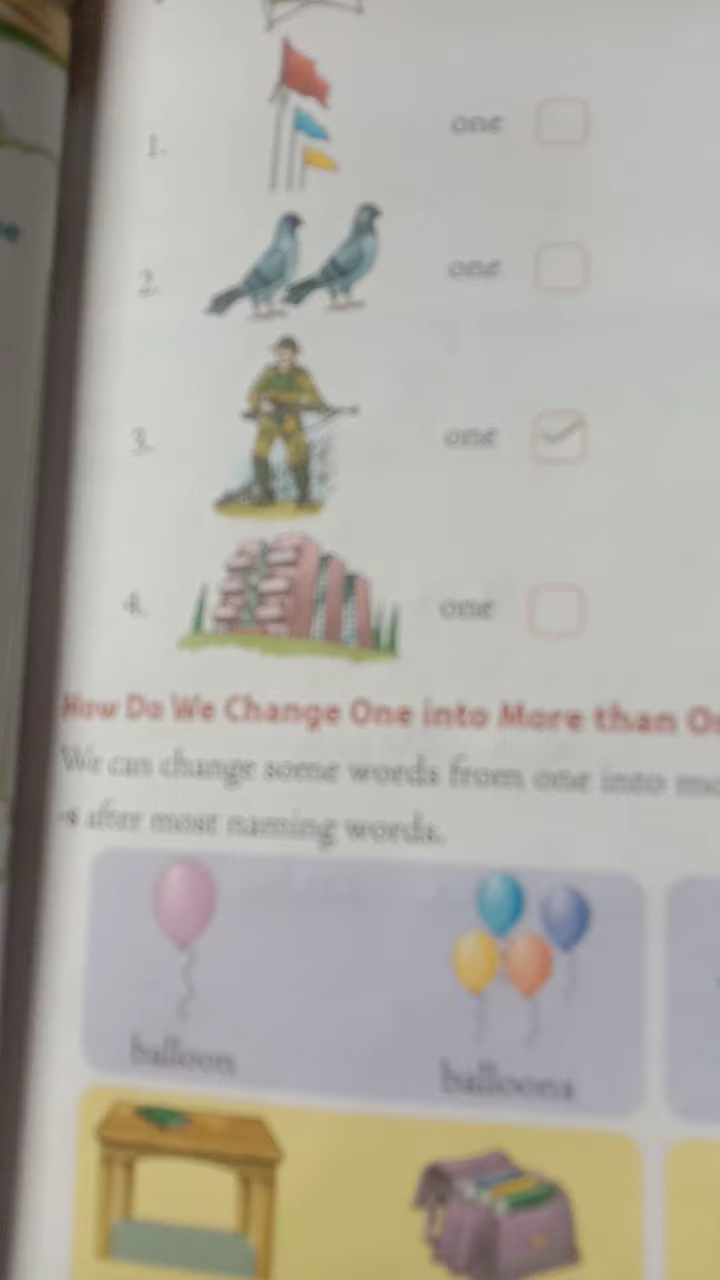 1. one
2. one
3. one
4. one
How Do We Change One into More than
We can change some words from one into
-s after most naming words.
balloon balloons